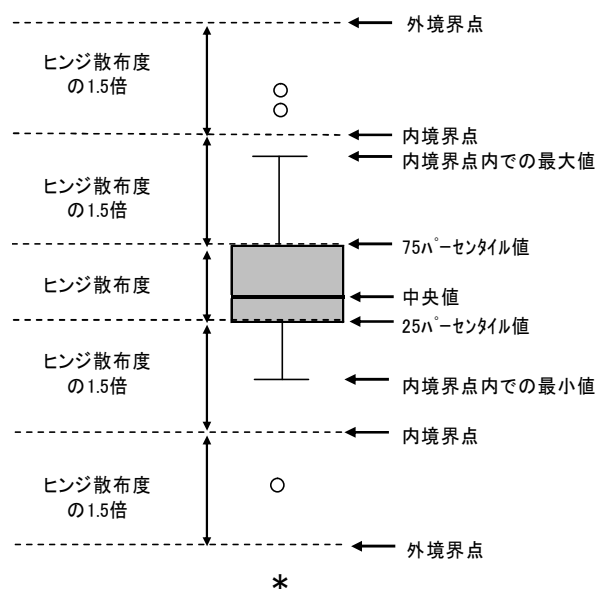 外境界点
ヒンジ散布度
の1.5倍
内境界点
内境界点内での最大値
ヒンジ散布度
の1.5倍
75パーセンタイル値
ヒンジ散布度
中央値
25パーセンタイル値
ヒンジ散布度
の1.5倍
内境界点内での最小値
内境界点
ヒンジ散布度
の1.5倍
外境界点
*